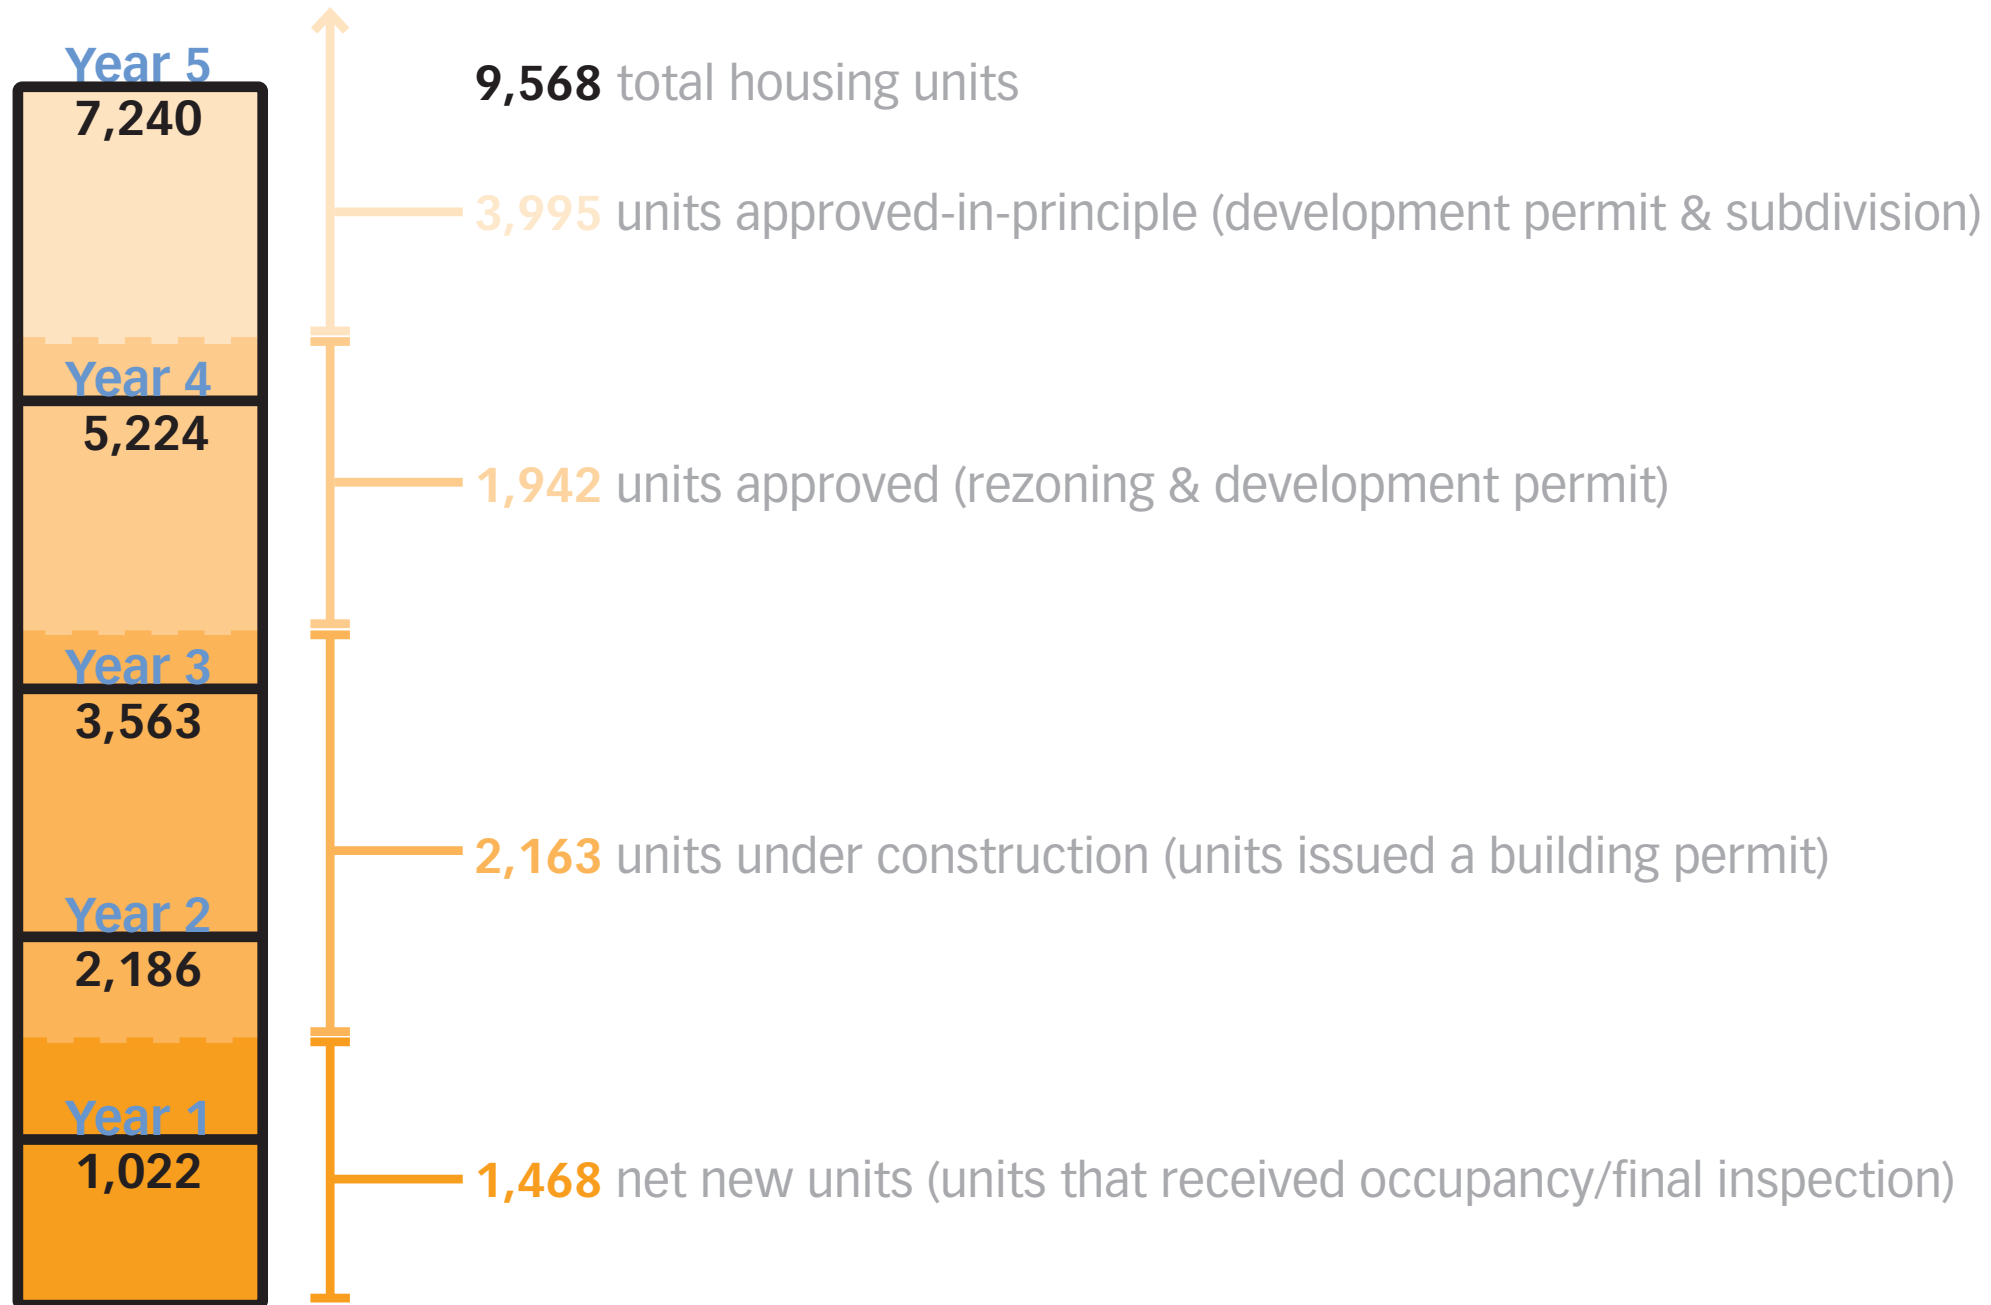 Year 5
7,240
9,568 total housing units
3,995 units approved-in-principle (development permit & subdivision)
Year 4
5,224
1,942 units approved (rezoning & development permit)
Year 3
3,563
2,163 units under construction (units issued a building permit)
Year 2
2,186
Year 1
1,022
1,468 net new units (units that received occupancy/final inspection)